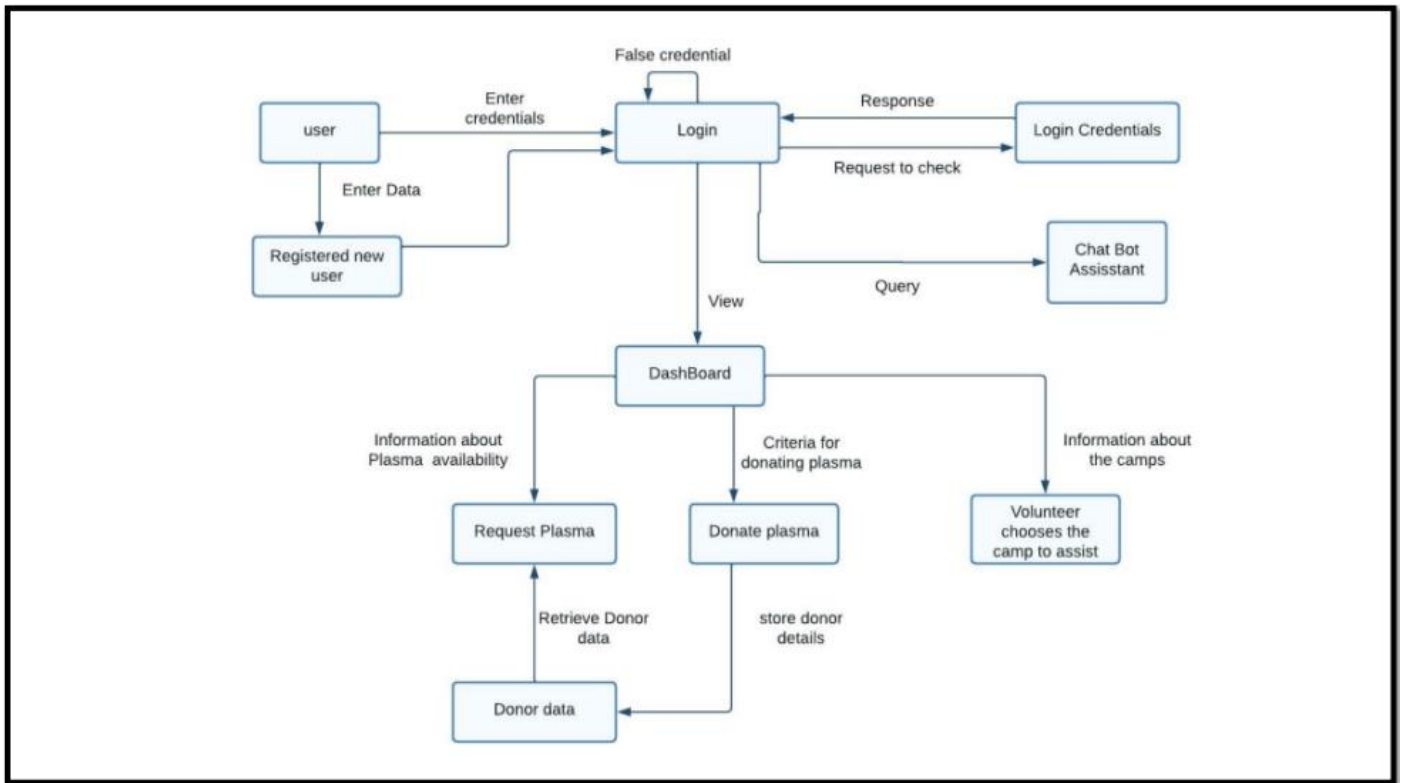 False credential
Enter
credentials
Response
user
Login
Login Credentials
Request to check
Enter Data
Registered new
user
Chat Bot
Assisstant
Query
View
DashBoard
Information about
Plasma availability
Criteria for
donating plasma
Information about
the camps
Request Plasma
Donate plasma
Volunteer
chooses the
camp to assist
Retrieve Donor
data
store donor
details
Donor data